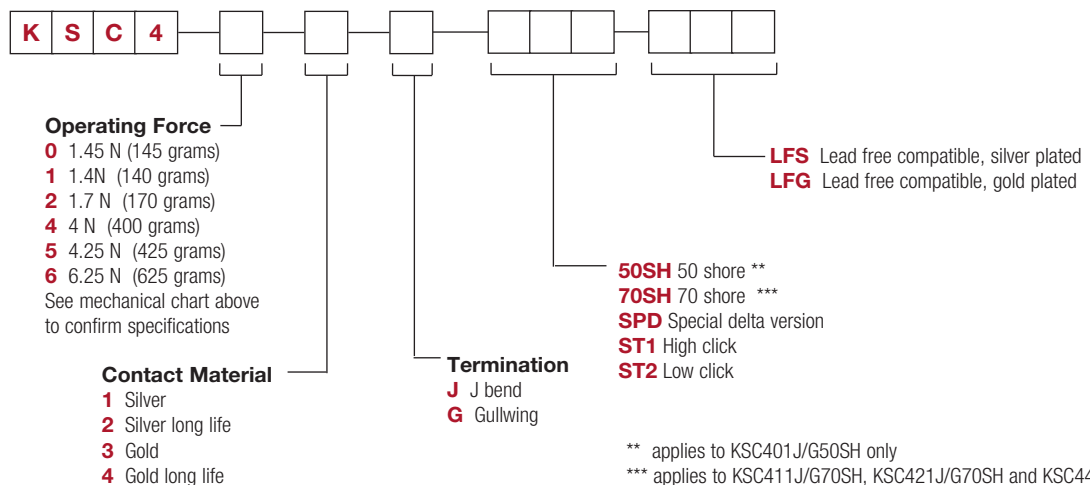 K S C 4
Operating Force
0 1.45 N (145 grams)
1 1.4N (140 grams)
2 1.7 N (170 grams)
4 4 N (400 grams)
5 4.25 N (425 grams)
6 6.25 N (625 grams)
See mechanical chart above
to confirm specifications
Contact Material
1 Silver
2 Silver long life
3 Gold
4 Gold long life
Termination
J J bend
G Gullwing
50SH 50 shore **
70SH 70 shore ***
SPD Special delta version
ST1 High click
ST2 Low click
LFS Lead free compatible, silver plated
LFG Lead free compatible, gold plated
** applies to KSC401J/G50SH only
*** applies to KSC411J/G70SH, KSC421J/G70SH and